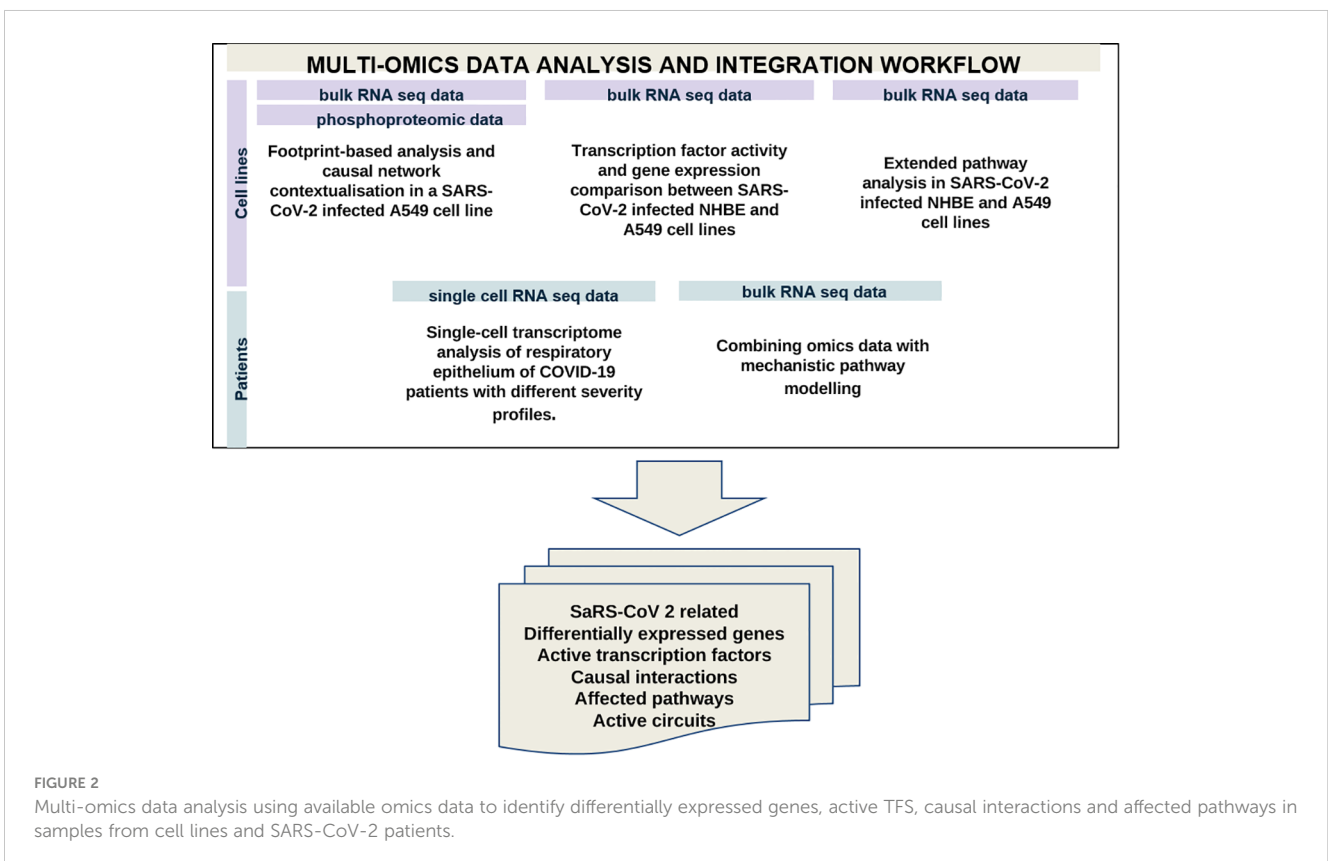 MULTI-OMICS DATA ANALYSIS AND INTEGRATION WORKFLOW
Cell lines
bulk RNA seq data
phosphoproteomic data
Footprint-based analysis and
causal network
contextualisation in a SARS-
CoV-2 infected A549 cell line
bulk RNA seq data
Transcription factor activity
and gene expression
comparison between SARS-
CoV-2 infected NHBE and
A549 cell lines
bulk RNA seq data
Extended pathway
analysis in SARS-CoV-2
infected NHBE and A549
cell lines
Patients
single cell RNA seq data
Single-cell transcriptome
analysis of respiratory
epithelium of COVID-19
patients with different severity
profiles.
bulk RNA seq data
Combining omics data with
mechanistic pathway
modelling
SaRS-CoV 2 related
Differentially expressed genes
Active transcription factors
Causal interactions
Affected pathways
Active circuits
FIGURE 2
Multi-omics data analysis using available omics data to identify differentially expressed genes, active TFS, causal interactions and affected pathways in
samples from cell lines and SARS-CoV-2 patients.